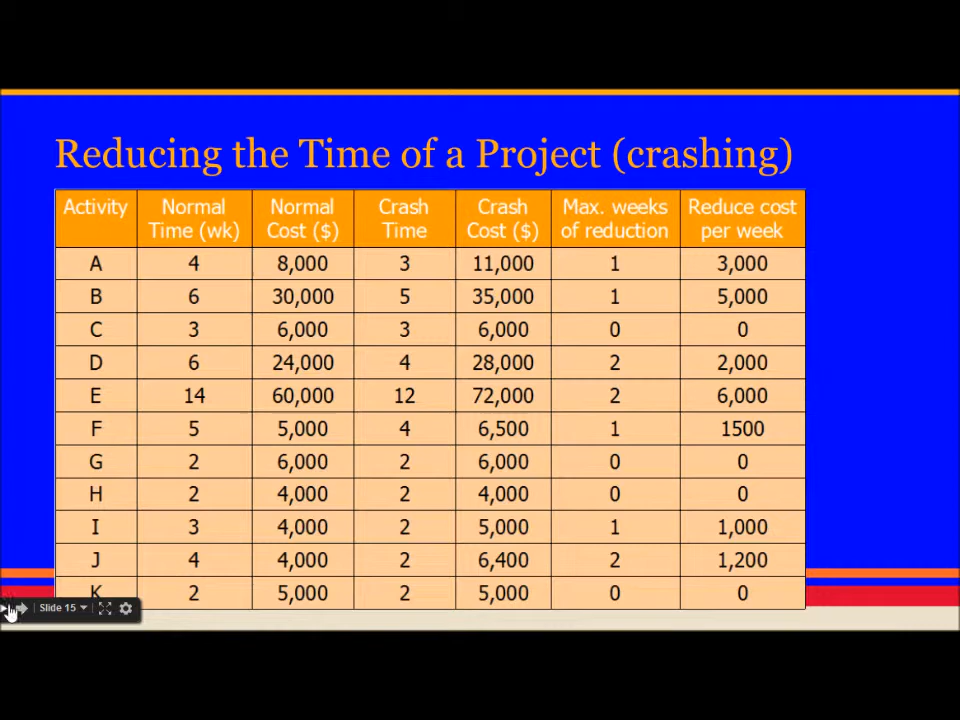 Reducing the Time of a Project (crashing)
Activity Normal Time (wk) Normal Cost ($) Crash Time Crash Cost ($) Max. weeks of reduction Reduce cost per week
A 4 8,000 3 11,000 1 3,000
B 6 30,000 5 35,000 1 5,000
C 3 6,000 3 6,000 0 0
D 6 24,000 4 28,000 2 2,000
E 14 60,000 12 72,000 2 6,000
F 5 5,000 4 6,500 1 1500
G 2 6,000 2 6,000 0 0
H 2 4,000 2 4,000 0 0
I 3 4,000 2 5,000 1 1,000
J 4 4,000 2 6,400 2 1,200
K 2 5,000 2 5,000 0 0
Slide 15